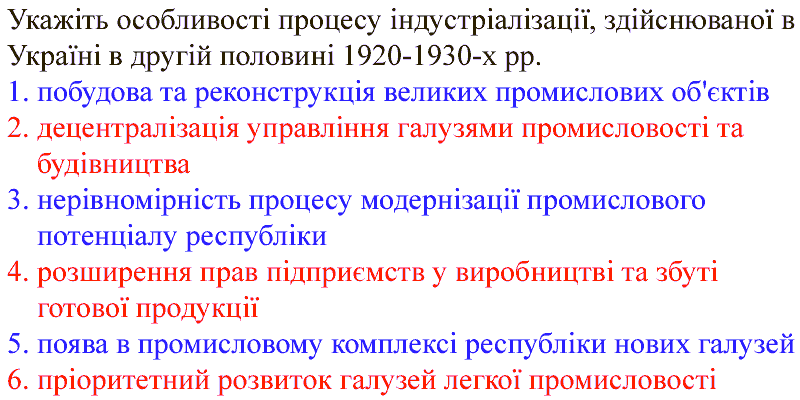 Укажіть особливості процесу індустріалізації, здійснюваної в
Україні в другій половині 1920-1930-х рр.
1. побудова та реконструкція великих промислових об'єктів
2. децентралізація управління галузями промисловості та
будівництва
3. нерівномірність процесу модернізації промислового
потенціалу республіки
4. розширення прав підприємств у виробництві та збуті
готової продукції
5. поява в промисловому комплексі республіки нових галузей
6. пріоритетний розвиток галузей легкої промисловості